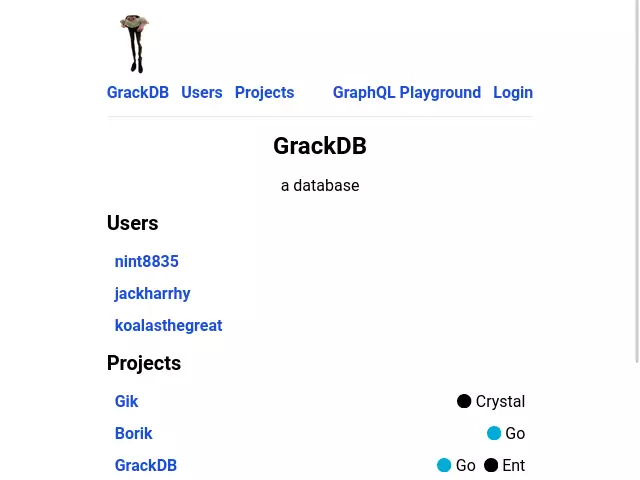 GrackDB Users Projects GraphQL Playground Login
GrackDB
a database
Users
nint8835
jackharrhy
koalasthegreat
Projects
Gik Crystal
Borik Go
GrackDB Go Ent